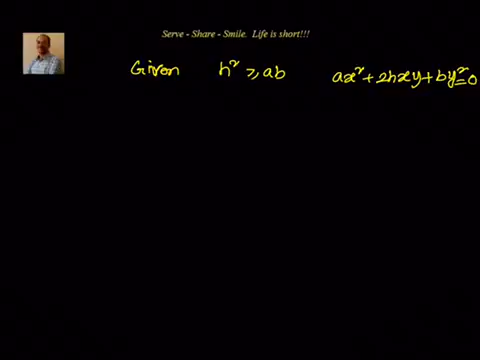 Serve - Share - Smile. Life is short!!!
Given h² ≥ ab ax² + 2hxy + by² = 0